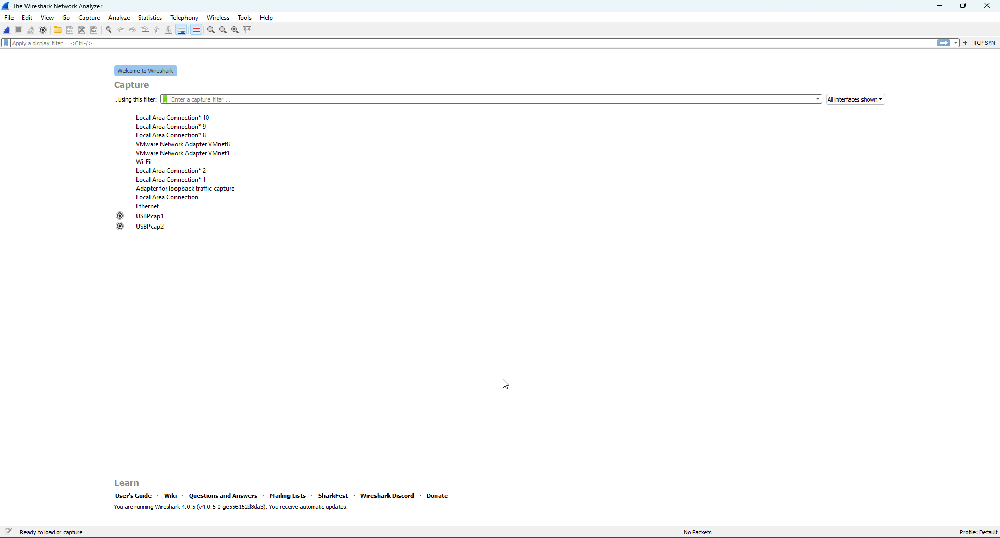 The Wireshark Network Analyzer
File Edit View Go Capture Analyze Statistics Telephony Wireless Tools Help
Apply a display filter ... <Ctrl-/> + TCP SYN
Welcome to Wireshark
Capture
...using this filter: Enter a capture filter ... All interfaces shown
Local Area Connection* 10
Local Area Connection* 9
Local Area Connection* 8
VMware Network Adapter VMnet8
VMware Network Adapter VMnet1
Wi-Fi
Local Area Connection* 2
Local Area Connection* 1
Adapter for loopback traffic capture
Local Area Connection
Ethernet
USBPcap1
USBPcap2
Learn
User's Guide · Wiki · Questions and Answers · Mailing Lists · SharkFest · Wireshark Discord · Donate
You are running Wireshark 4.0.5 (v4.0.5-0-ge556162d8da3). You receive automatic updates.
Ready to load or capture No Packets Profile: Default